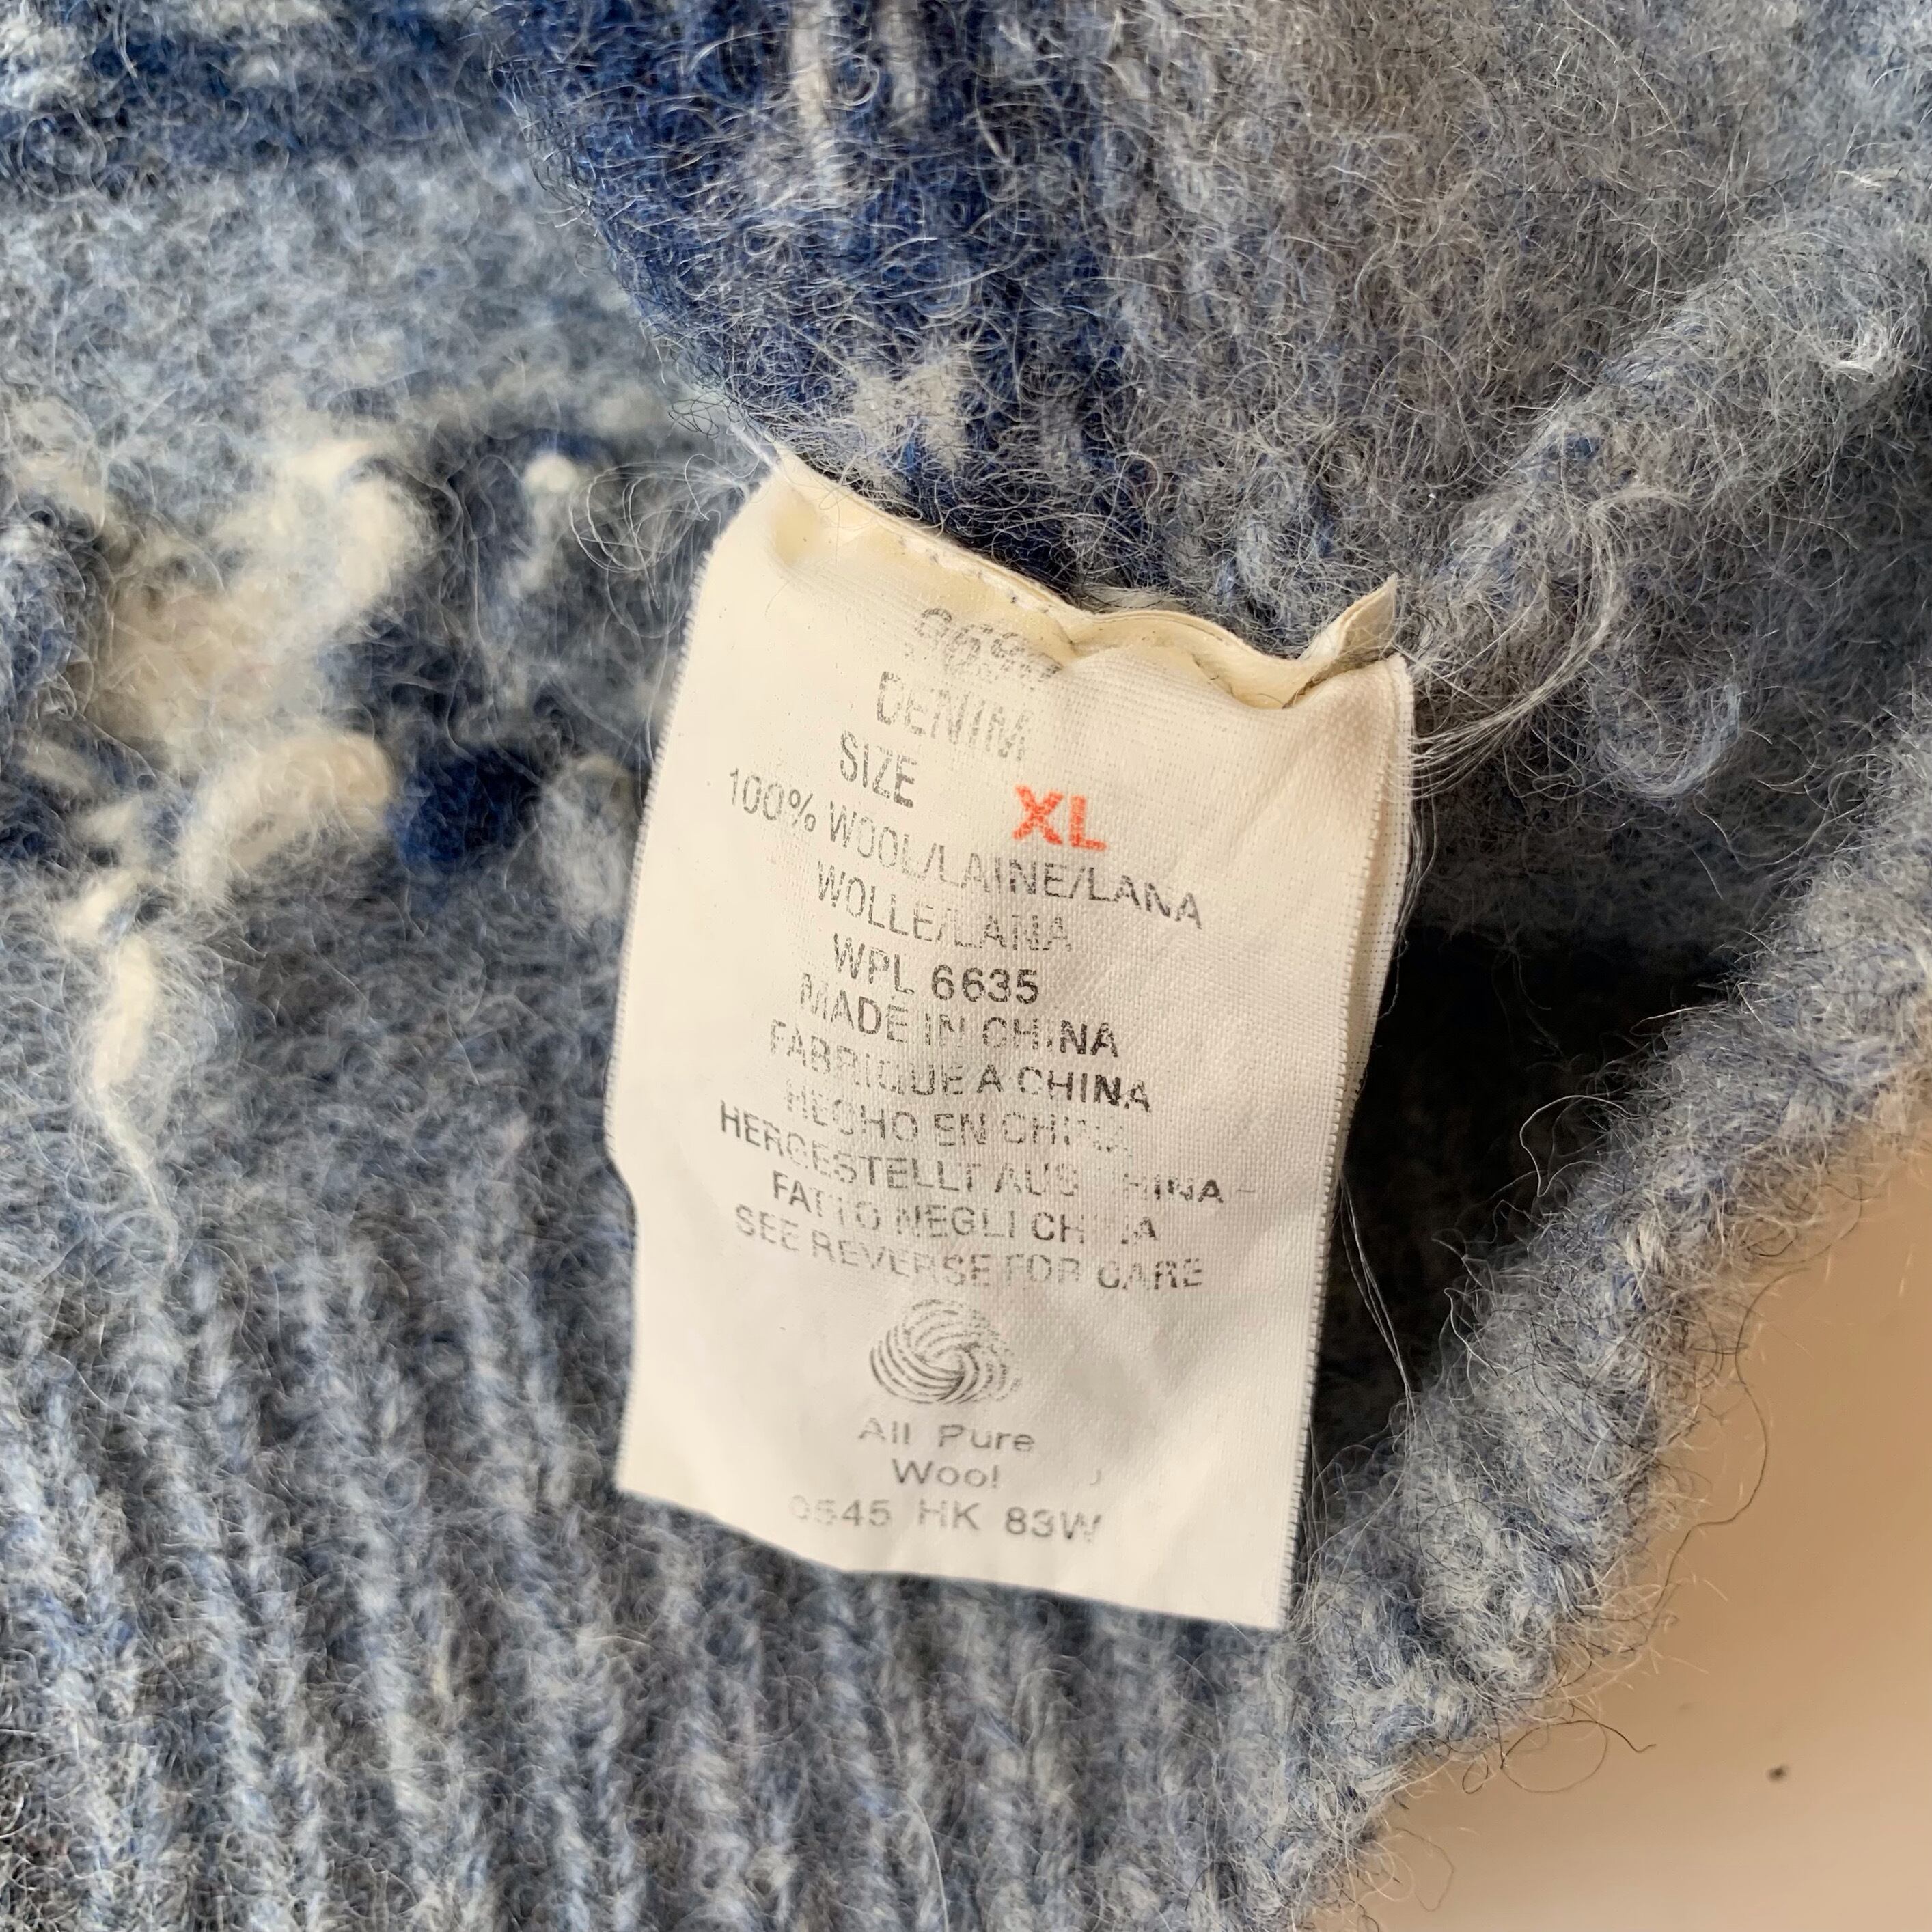 DENIM
SIZE XL
100% WOOL/LAINE/LANA
WOLLE/LANA
WPL 6635
MADE IN CHINA
FABRIQUE A CHINA
HECHO EN CHINA
HERGESTELLT AUS CHINA -
FATTO NEGLI CHINA
SEE REVERSE FOR CARE
All Pure
Wool
0545 HK 83W